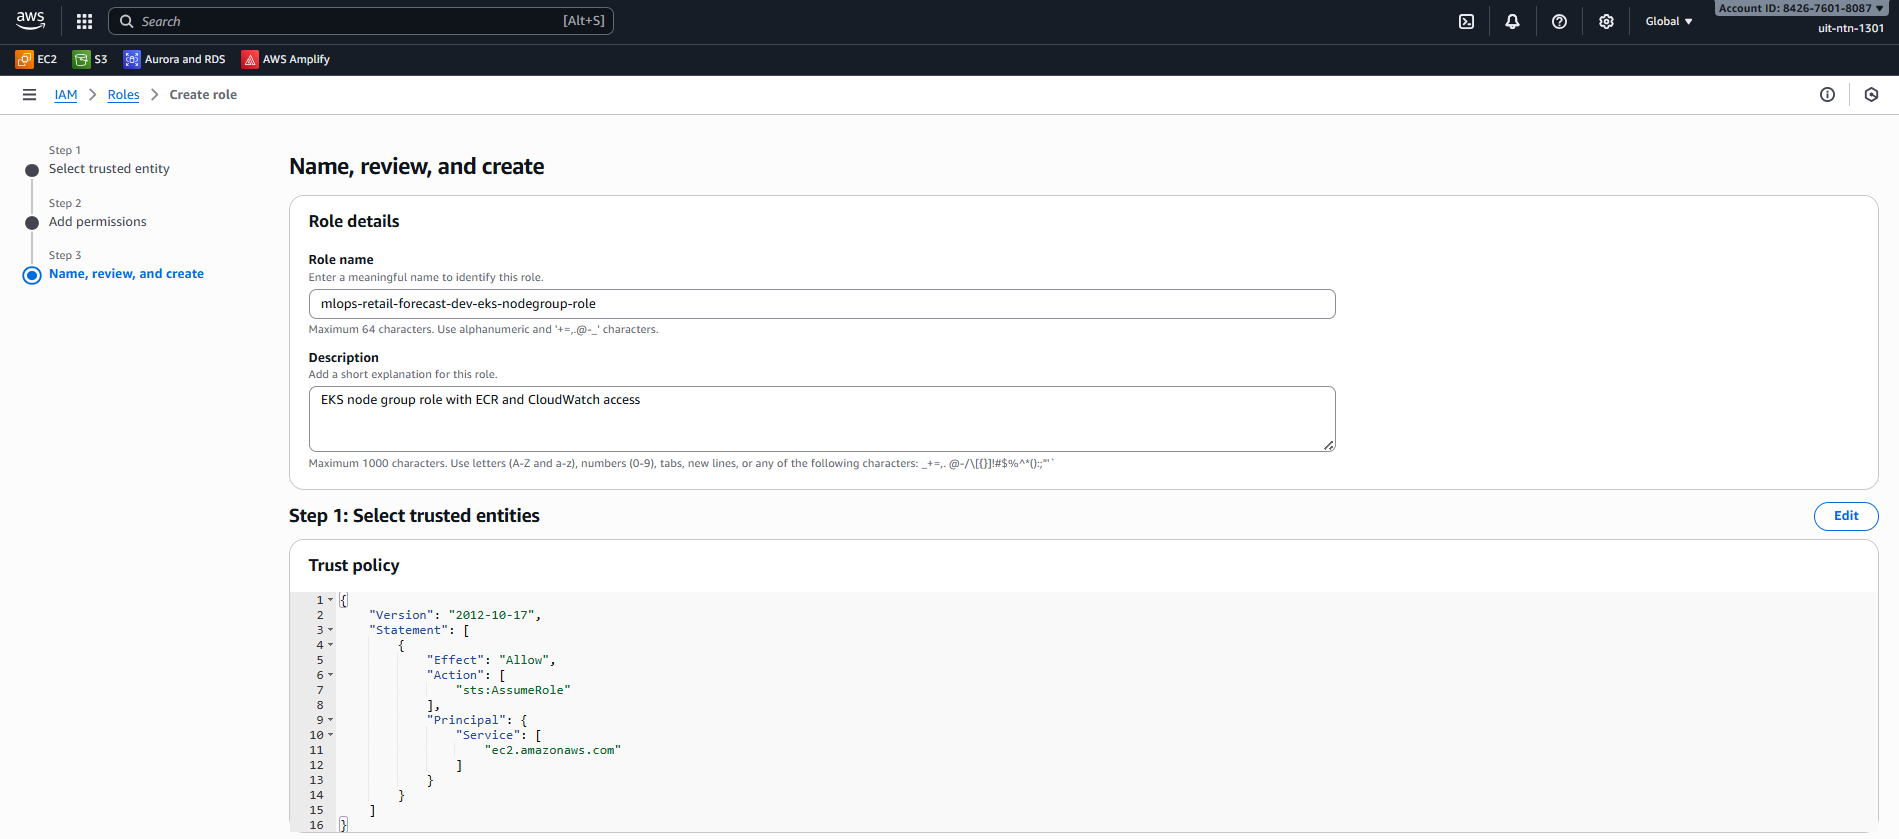 aws
Search [Alt+S]
Global
Account ID: 8426-7601-8087
uit-ntn-1301
EC2
S3
Aurora and RDS
AWS Amplify
IAM
Roles
Create role
Step 1
Select trusted entity
Step 2
Add permissions
Step 3
Name, review, and create
Name, review, and create
Role details
Role name
Enter a meaningful name to identify this role.
mlops-retail-forecast-dev-eks-nodegroup-role
Maximum 64 characters. Use alphanumeric and '+=,.@-_' characters.
Description
Add a short explanation for this role.
EKS node group role with ECR and CloudWatch access
Maximum 1000 characters. Use letters (A-Z and a-z), numbers (0-9), tabs, new lines, or any of the following characters: _+=,. @-/\[{}]!#$%^*();:"'`
Step 1: Select trusted entities
Edit
Trust policy
1 {
2 "Version": "2012-10-17",
3 "Statement": [
4 {
5 "Effect": "Allow",
6 "Action": [
7 "sts:AssumeRole"
8 ],
9 "Principal": {
10 "Service": [
11 "ec2.amazonaws.com"
12 ]
13 }
14 }
15 ]
16 }